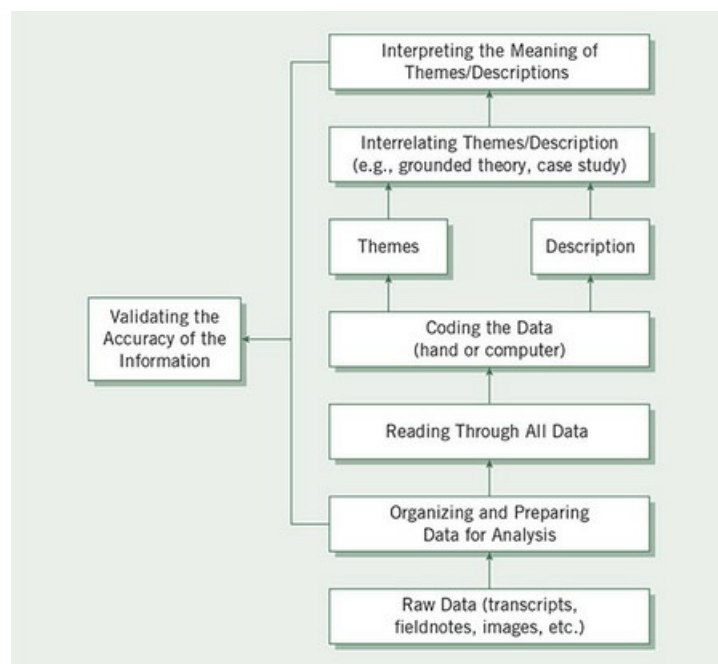 Interpreting the Meaning of
Themes/Descriptions
Interrelating Themes/Description
(e.g., grounded theory, case study)
Themes
Description
Validating the
Accuracy of the
Information
Coding the Data
(hand or computer)
Reading Through All Data
Organizing and Preparing
Data for Analysis
Raw Data (transcripts,
fieldnotes, images, etc.)